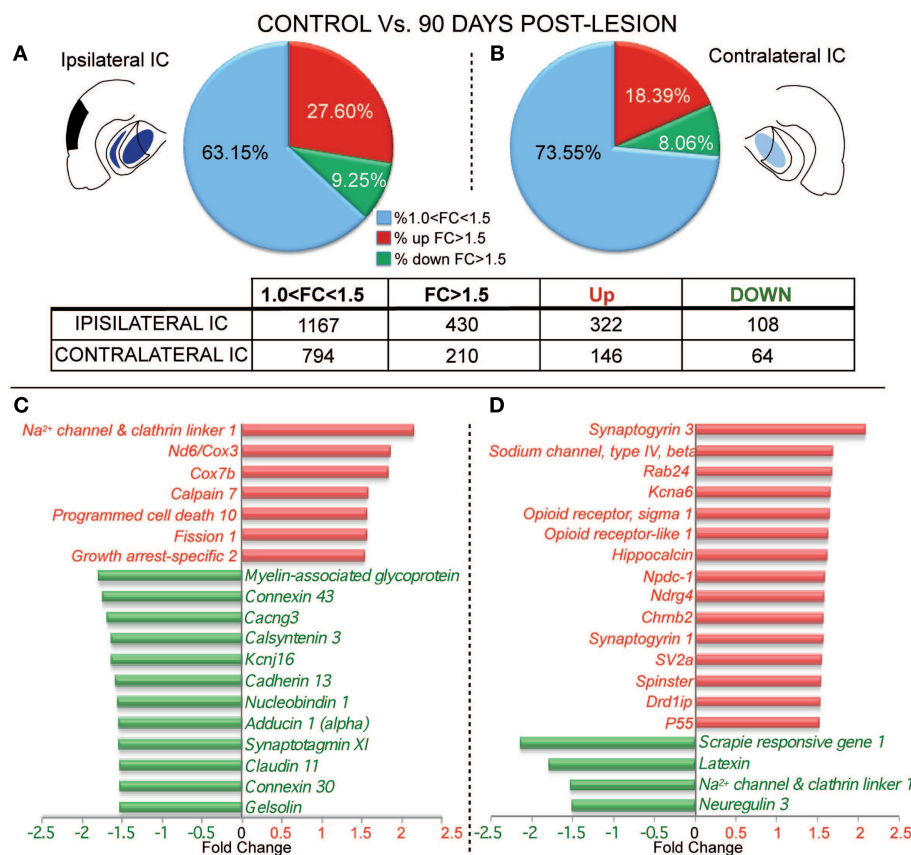 CONTROL Vs. 90 DAYS POST-LESION
A
Ipsilateral IC
63.15%
27.60%
9.25%
B
Contralateral IC
73.55%
18.39%
8.06%
%1.0<FC<1.5
% up FC>1.5
% down FC>1.5
1.0<FC<1.5 FC>1.5 Up DOWN
IPISILATERAL IC 1167 430 322 108
CONTRALATERAL IC 794 210 146 64
C
Na²⁺ channel & clathrin linker 1
Nd6/Cox3
Cox7b
Calpain 7
Programmed cell death 10
Fission 1
Growth arrest-specific 2
Myelin-associated glycoprotein
Connexin 43
Cacng3
Calsyntenin 3
Kcnj16
Cadherin 13
Nucleobindin 1
Adducin 1 (alpha)
Synaptotagmin XI
Claudin 11
Connexin 30
Gelsolin
-2.5 -2 -1.5 -1 -0.5 0 0.5 1 1.5 2 2.5
Fold Change
D
Synaptogyrin 3
Sodium channel, type IV, beta
Rab24
Kcna6
Opioid receptor, sigma 1
Opioid receptor-like 1
Hippocalcin
Npdc-1
Ndrg4
Chrnb2
Synaptogyrin 1
SV2a
Spinster
Drd1ip
P55
Scrapie responsive gene 1
Latexin
Na²⁺ channel & clathrin linker 1
Neuregulin 3
-2.5 -2 -1.5 -1 -0.5 0 0.5 1 1.5 2 2.5
Fold Change